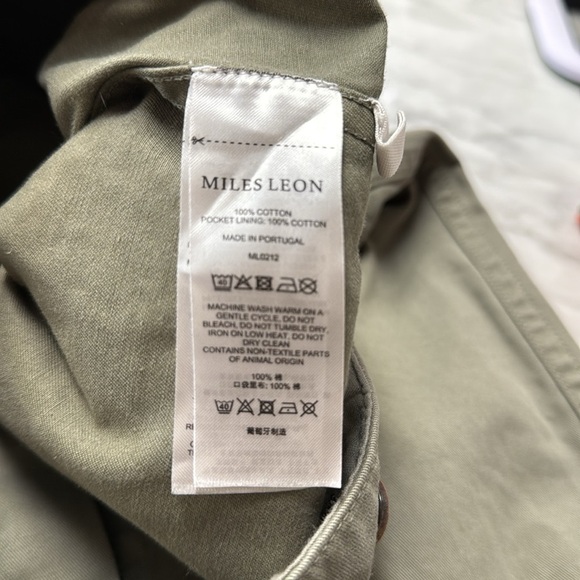 MILES LEON
100% COTTON
POCKET LINING: 100% COTTON
MADE IN PORTUGAL
ML0212
40
MACHINE WASH WARM ON A
GENTLE CYCLE, DO NOT
BLEACH, DO NOT TUMBLE DRY,
IRON ON LOW HEAT, DO NOT
DRY CLEAN
CONTAINS NON-TEXTILE PARTS
OF ANIMAL ORIGIN
100% 棉
口袋里布: 100% 棉
40
葡萄牙制造